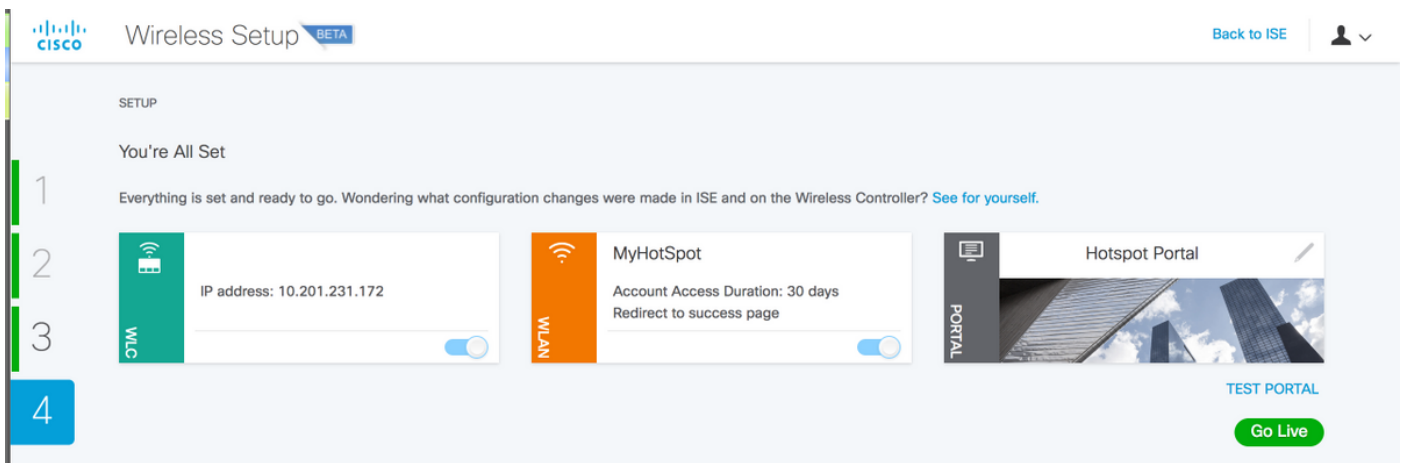 CISCO
Wireless Setup BETA
Back to ISE
SETUP
You're All Set
Everything is set and ready to go. Wondering what configuration changes were made in ISE and on the Wireless Controller? See for yourself.
1
2
3
4
WLC
IP address: 10.201.231.172
WLAN
MyHotSpot
Account Access Duration: 30 days
Redirect to success page
PORTAL
Hotspot Portal
TEST PORTAL
Go Live